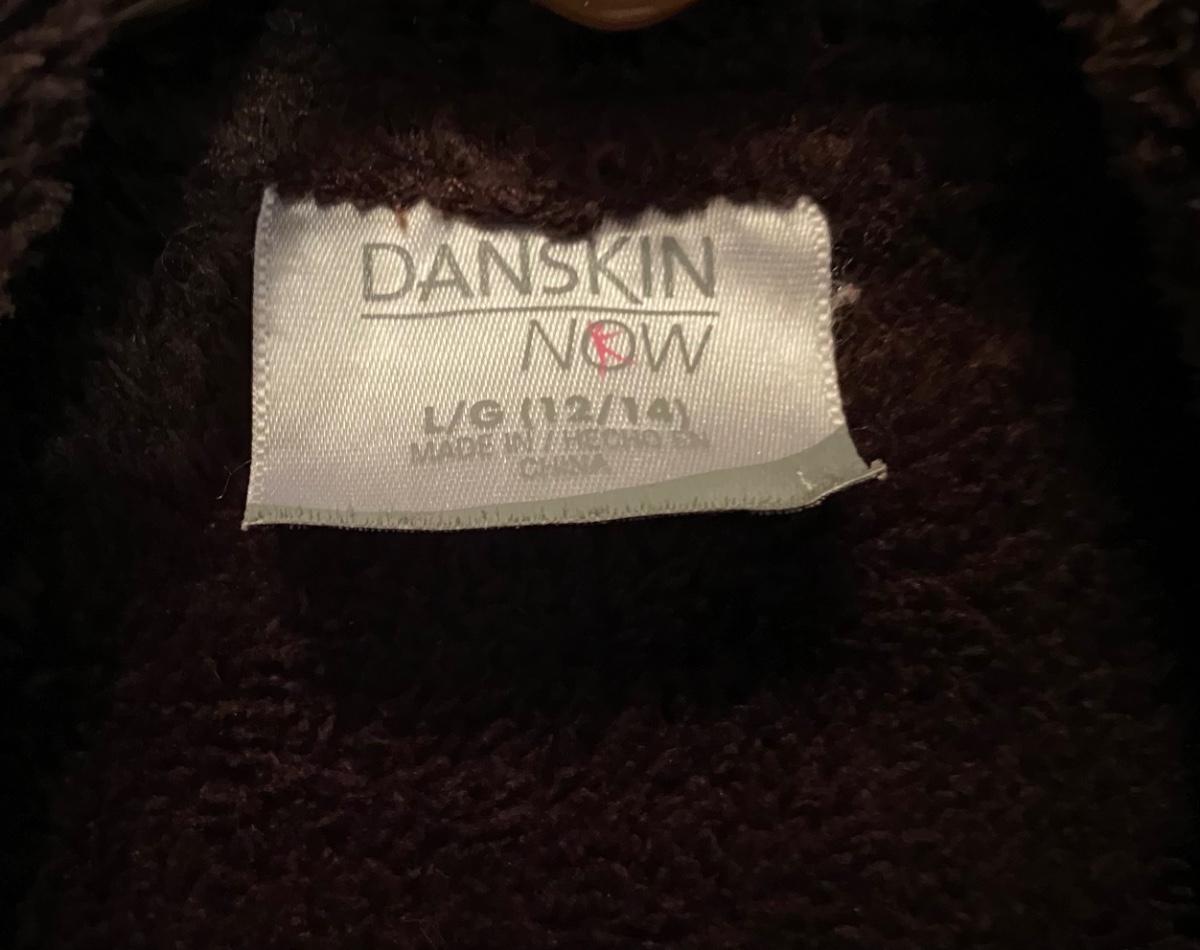 DANSKIN
NOW
L/G (12/14)
MADE IN / HECHO EN
CHINA